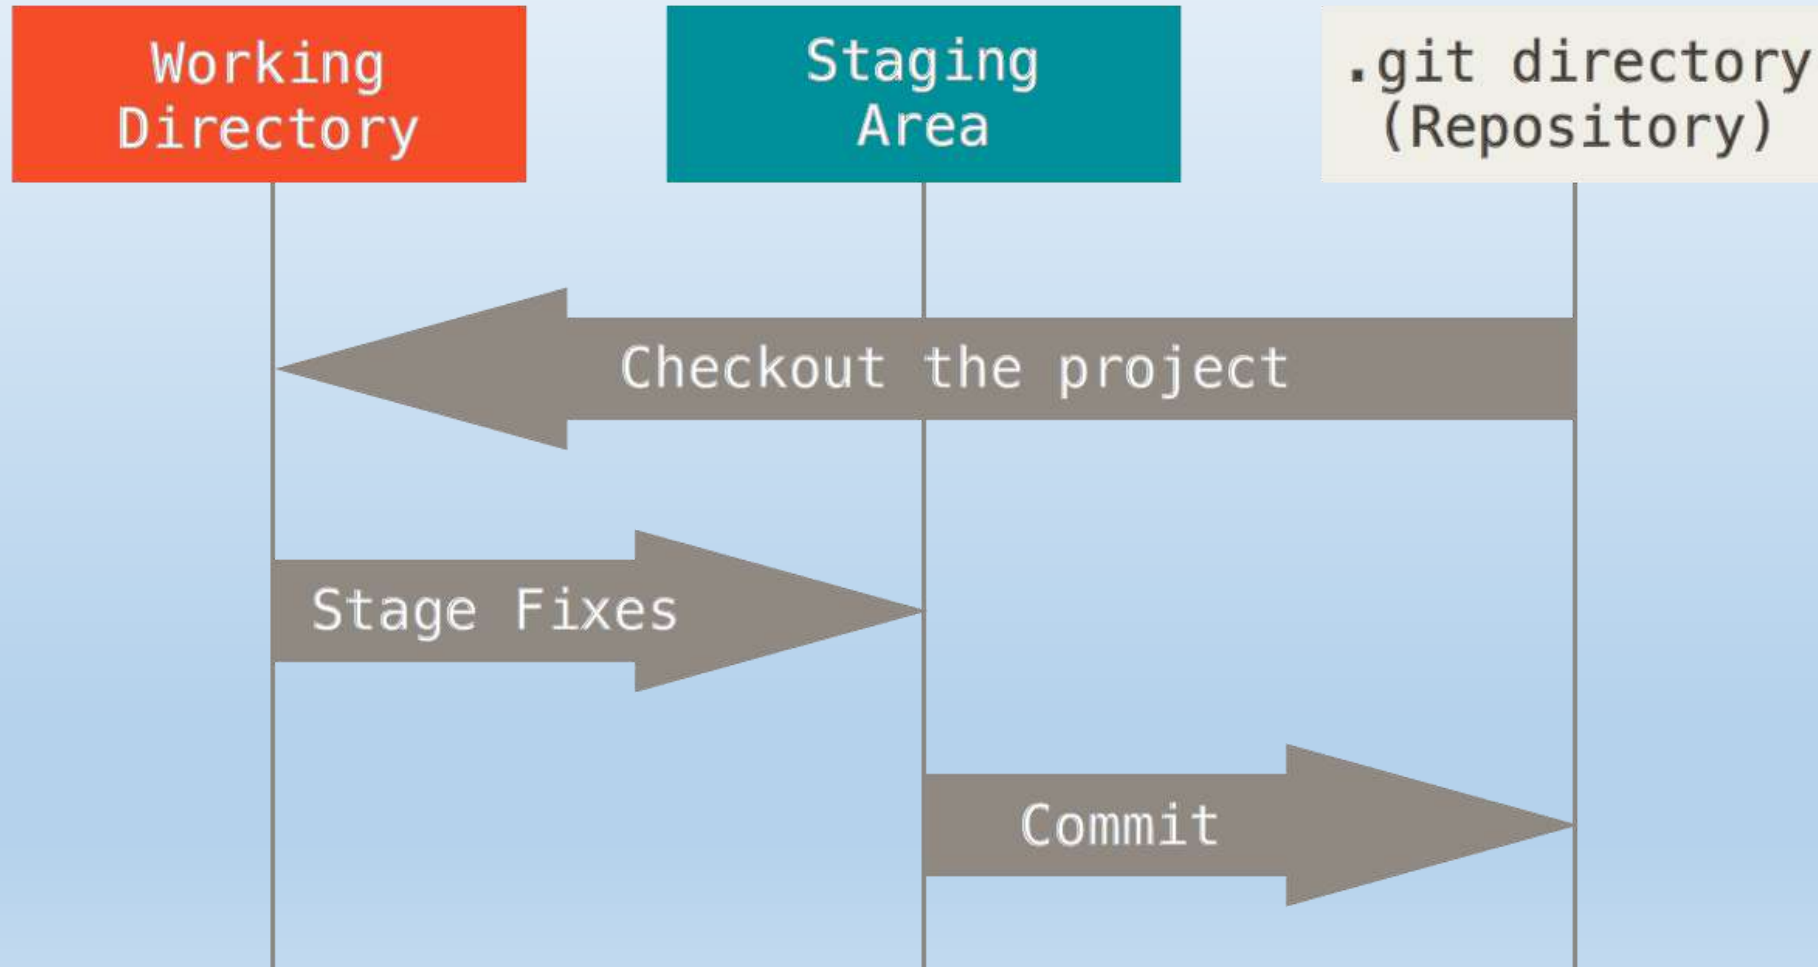 Working
Directory
Staging
Area
.git directory
(Repository)
Checkout the project
Stage Fixes
Commit